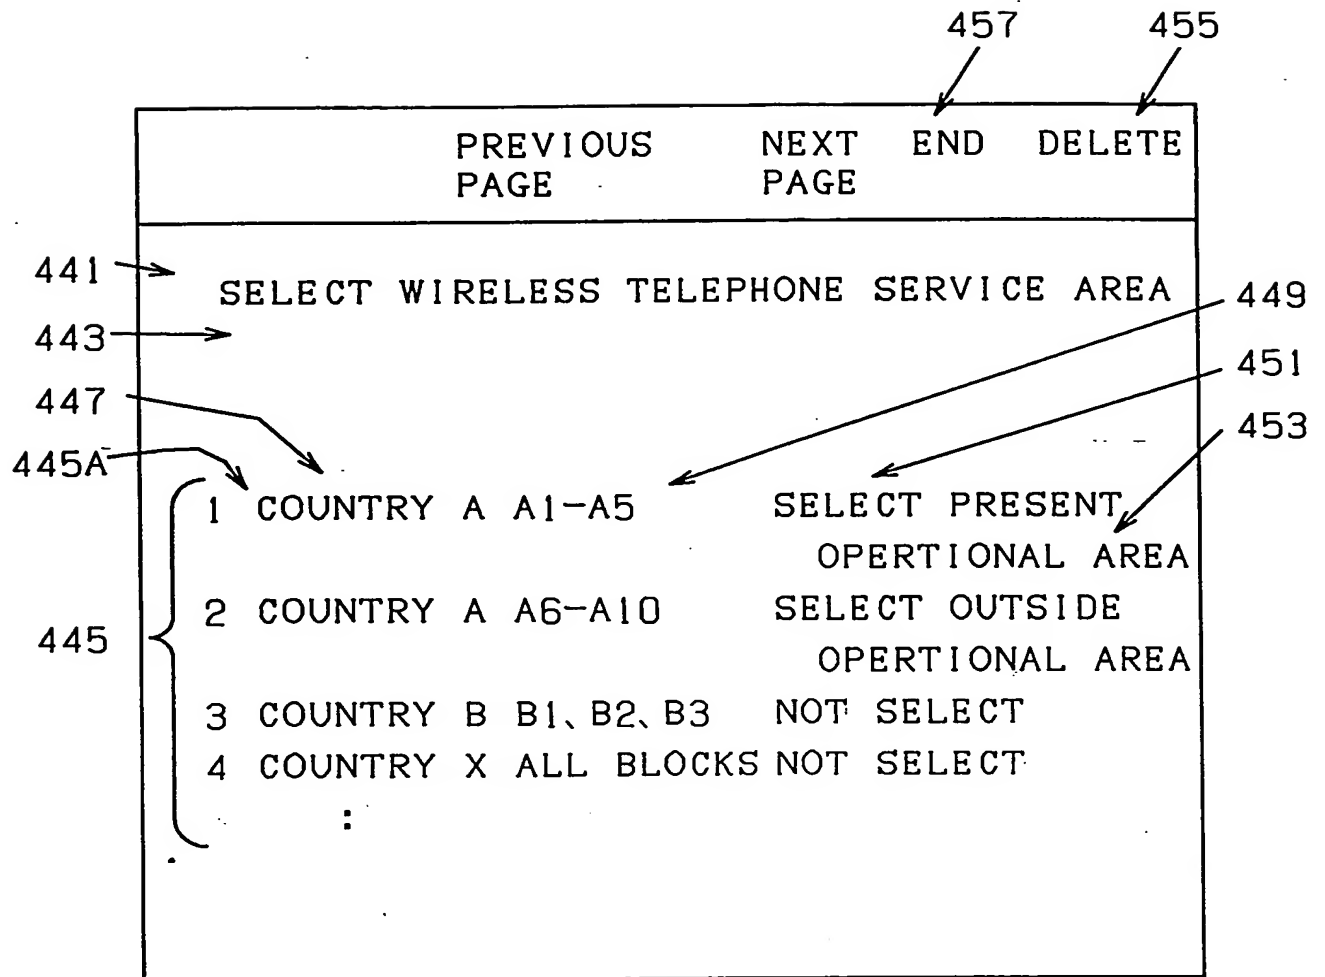 457 455
PREVIOUS NEXT END DELETE
PAGE PAGE
441
SELECT WIRELESS TELEPHONE SERVICE AREA
449
443
451
447
453
445A
1 COUNTRY A A1-A5 SELECT PRESENT
OPERTIONAL AREA
2 COUNTRY A A6-A10 SELECT OUTSIDE
445
OPERTIONAL AREA
3 COUNTRY B B1、B2、B3 NOT SELECT
4 COUNTRY X ALL BLOCKS NOT SELECT
: